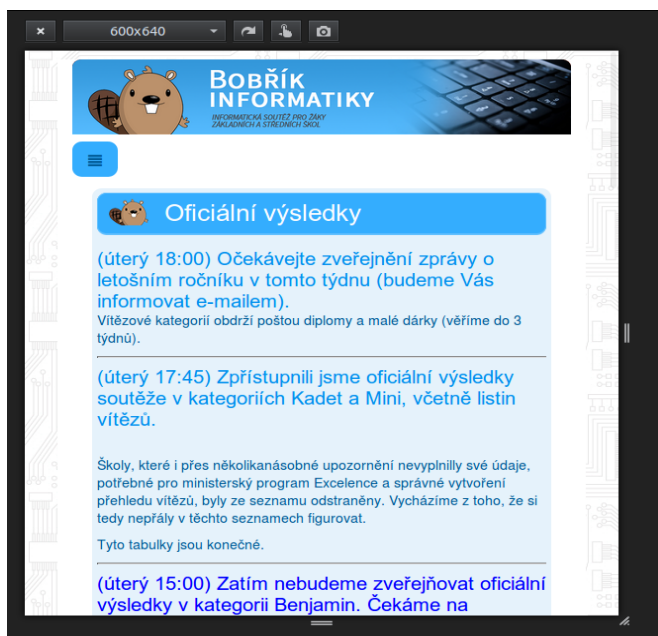 600x640
BOBŘÍK
INFORMATIKY
INFORMATICKÁ SOUTĚŽ PRO ŽÁKY
ZÁKLADNÍCH A STŘEDNÍCH ŠKOL
Oficiální výsledky
(úterý 18:00) Očekávejte zveřejnění zprávy o
letošním ročníku v tomto týdnu (budeme Vás
informovat e-mailem).
Vítězové kategorií obdrží poštou diplomy a malé dárky (věříme do 3
týdnů).
(úterý 17:45) Zpřístupnili jsme oficiální výsledky
soutěže v kategoriích Kadet a Mini, včetně listin
vítězů.
Školy, které i přes několikanásobné upozornění nevyplnilly své údaje,
potřebné pro ministerský program Excelence a správné vytvoření
přehledu vítězů, byly ze seznamu odstraněny. Vycházíme z toho, že si
tedy nepřály v těchto seznamech figurovat.
Tyto tabulky jsou konečné.
(úterý 15:00) Zatím nebudeme zveřejňovat oficiální
výsledky v kategorii Benjamin. Čekáme na